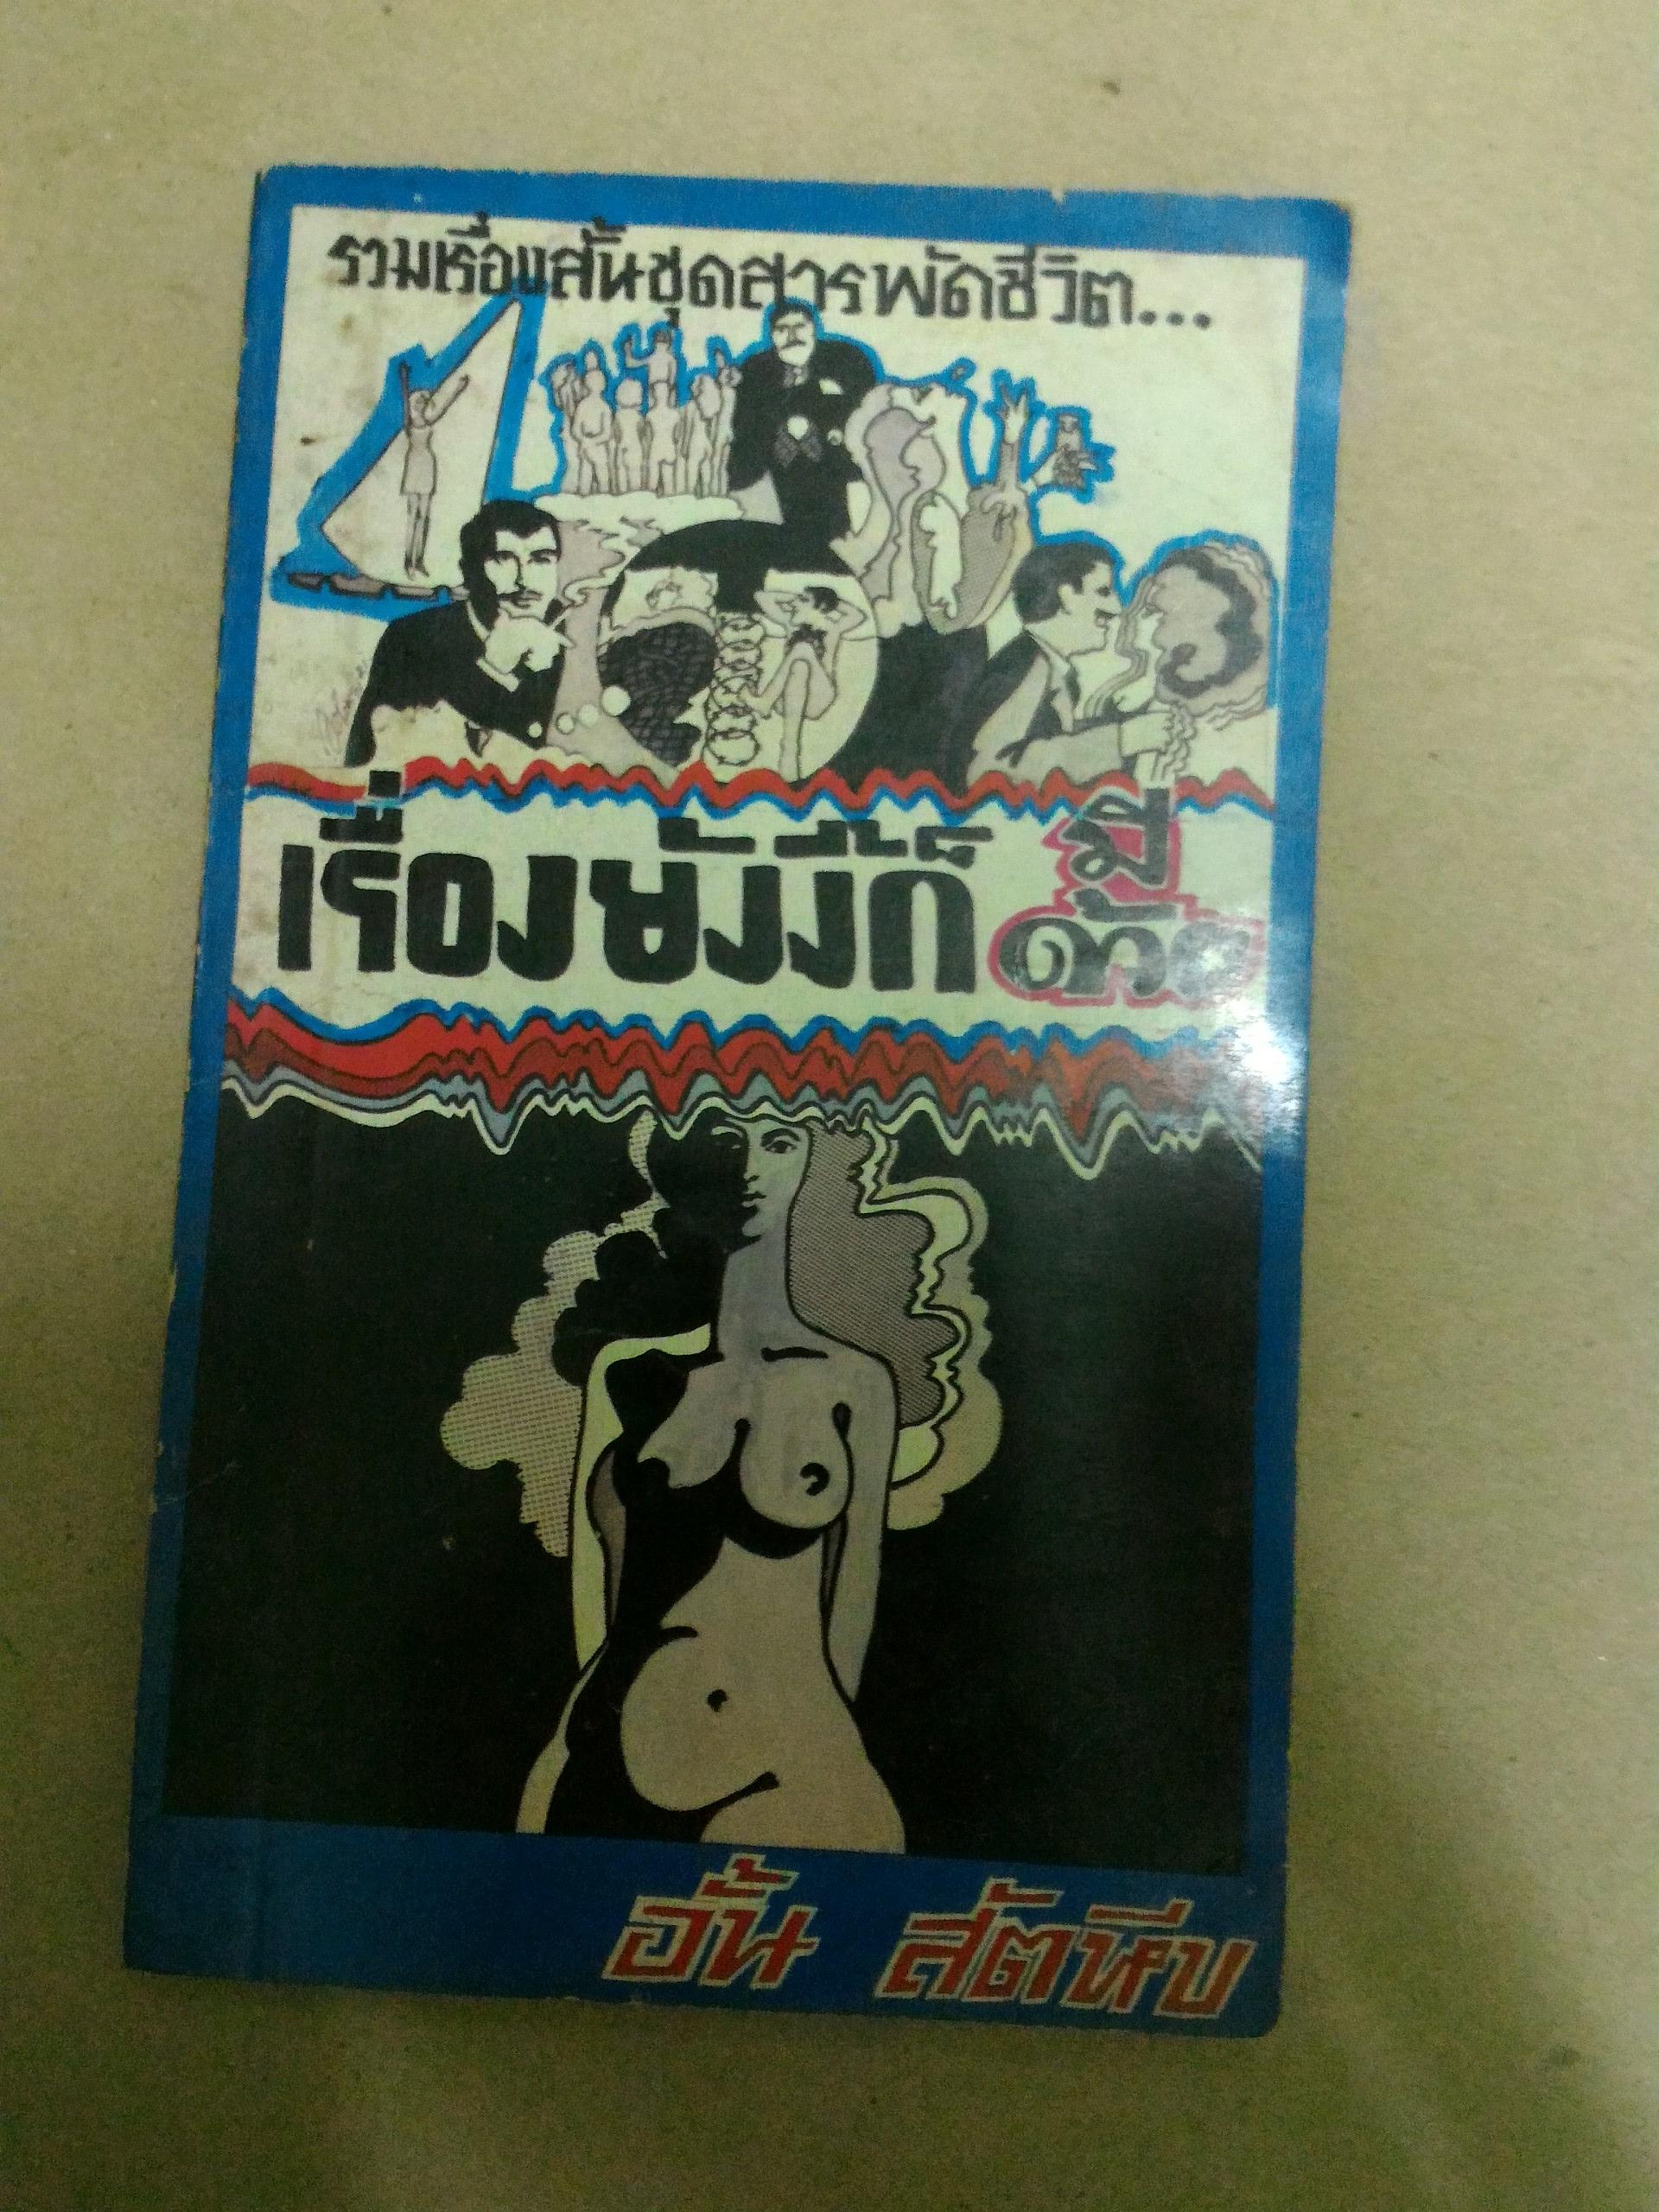 รวมเรื่องสั้นชุดสารพัดชีวิต...
เรื่องยังงี้ก็มีด้วย
อั๋น สัตหีบ